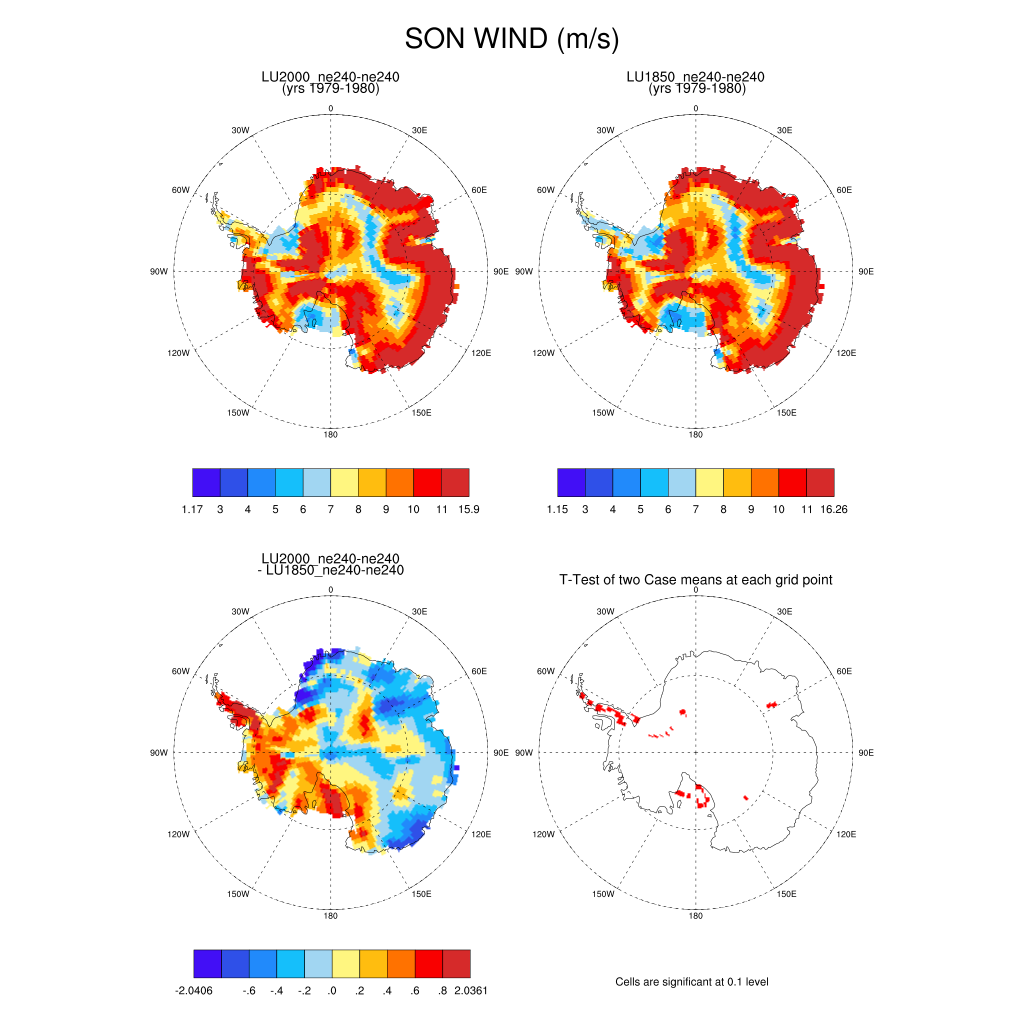 SON WIND (m/s)
LU2000_ne240-ne240
(yrs 1979-1980)
0
30W
30E
60W
60E
90W
90E
120W
120E
150W
150E
180
1.17 3 4 5 6 7 8 9 10 11 15.9
LU1850_ne240-ne240
(yrs 1979-1980)
0
30W
30E
60W
60E
90W
90E
120W
120E
150W
150E
180
1.15 3 4 5 6 7 8 9 10 11 16.26
LU2000_ne240-ne240
- LU1850_ne240-ne240
0
30W
30E
60W
60E
90W
90E
120W
120E
150W
150E
180
-2.0406 -.6 -.4 -.2 .0 .2 .4 .6 .8 2.0361
T-Test of two Case means at each grid point
0
30W
30E
60W
60E
90W
90E
120W
120E
150W
150E
180
Cells are significant at 0.1 level